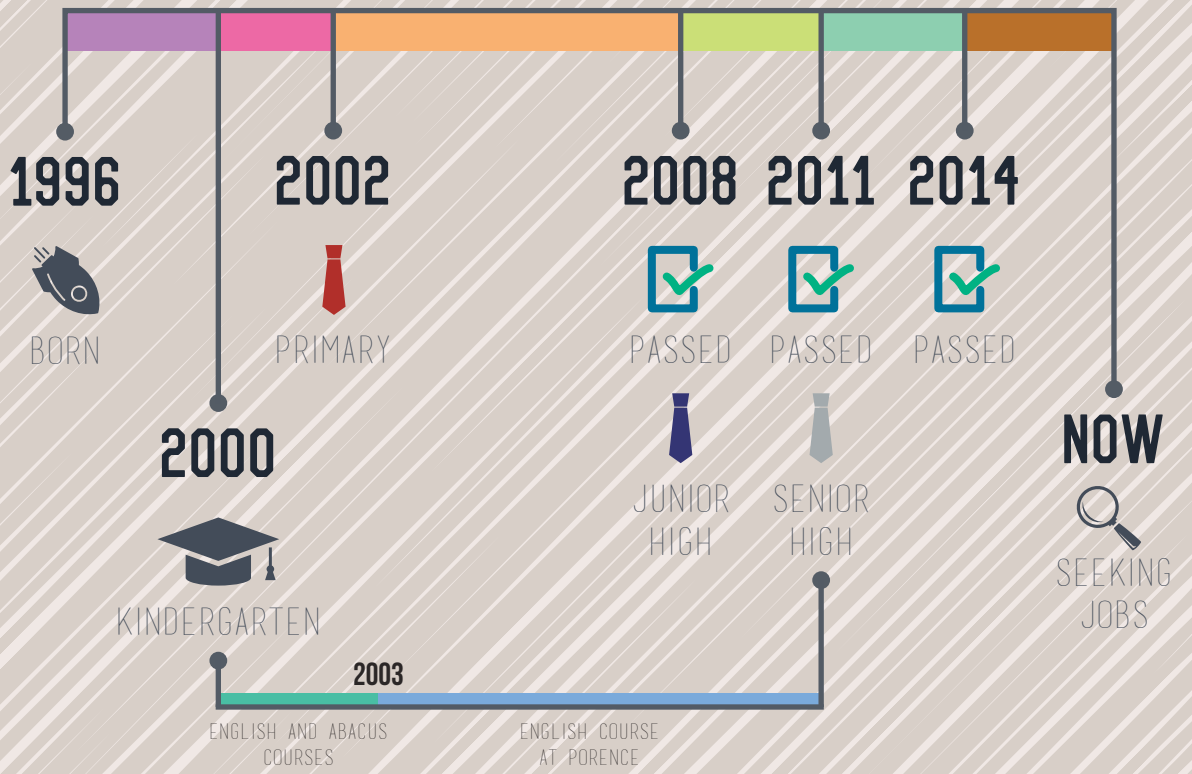 1996
BORN
2000
KINDERGARTEN
2002
PRIMARY
2008
PASSED
JUNIOR
HIGH
2011
PASSED
SENIOR
HIGH
2014
PASSED
NOW
SEEKING
JOBS
2003
ENGLISH AND ABACUS
COURSES
ENGLISH COURSE
AT PORENCE